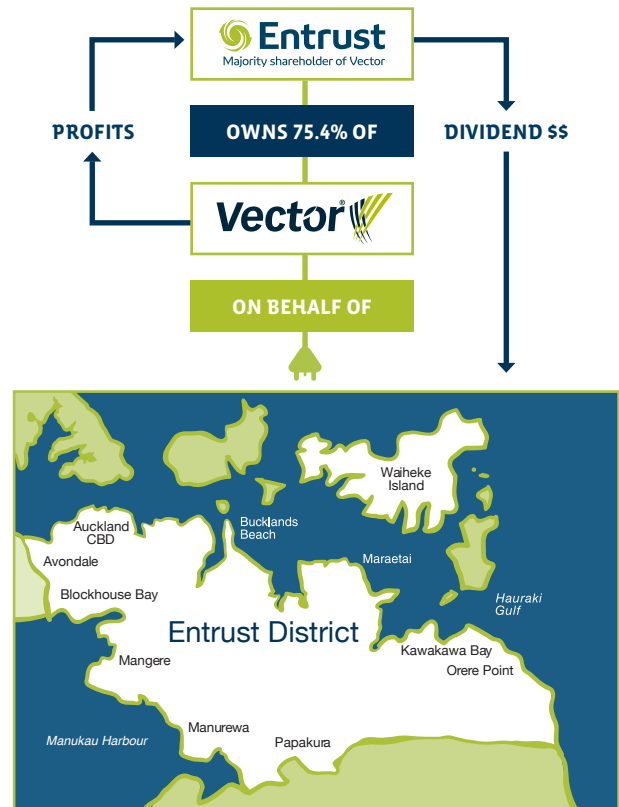 Entrust
Majority shareholder of Vector
PROFITS
OWNS 75.4% OF
DIVIDEND $$
Vector®
ON BEHALF OF
Waiheke
Island
Auckland
CBD
Bucklands
Beach
Avondale
Maraetai
Blockhouse Bay
Hauraki
Gulf
Entrust District
Kawakawa Bay
Mangere
Orere Point
Manurewa
Manukau Harbour
Papakura